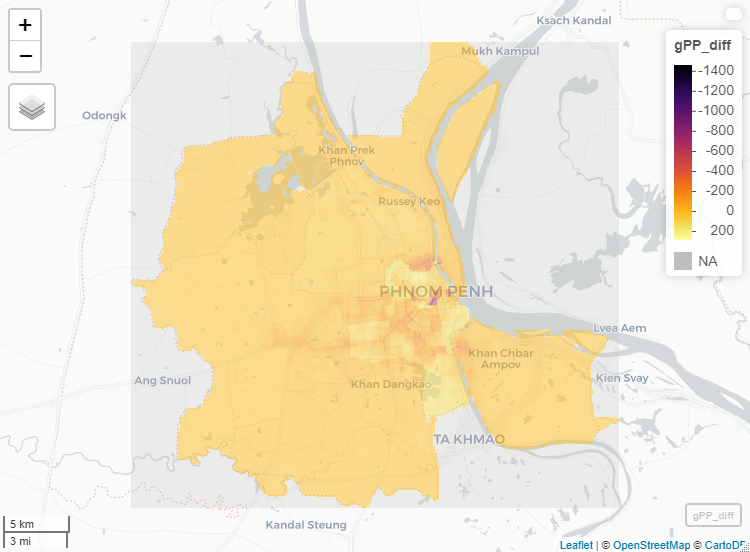 +
−
Ksach Kandal
Mukh Kampul
gPP_diff
-1400
-1200
-1000
-800
-600
-400
-200
0
200
NA
Odongk
Khan Prek
Phnov
Russey Keo
PHNOM PENH
Lvea Aem
Khan Chbar
Ampov
Ang Snuol
Khan Dangkao
Kien Svay
TA KHMAO
5 km
3 mi
Kandal Steung
gPP_diff
Leaflet | © OpenStreetMap © CartoDB